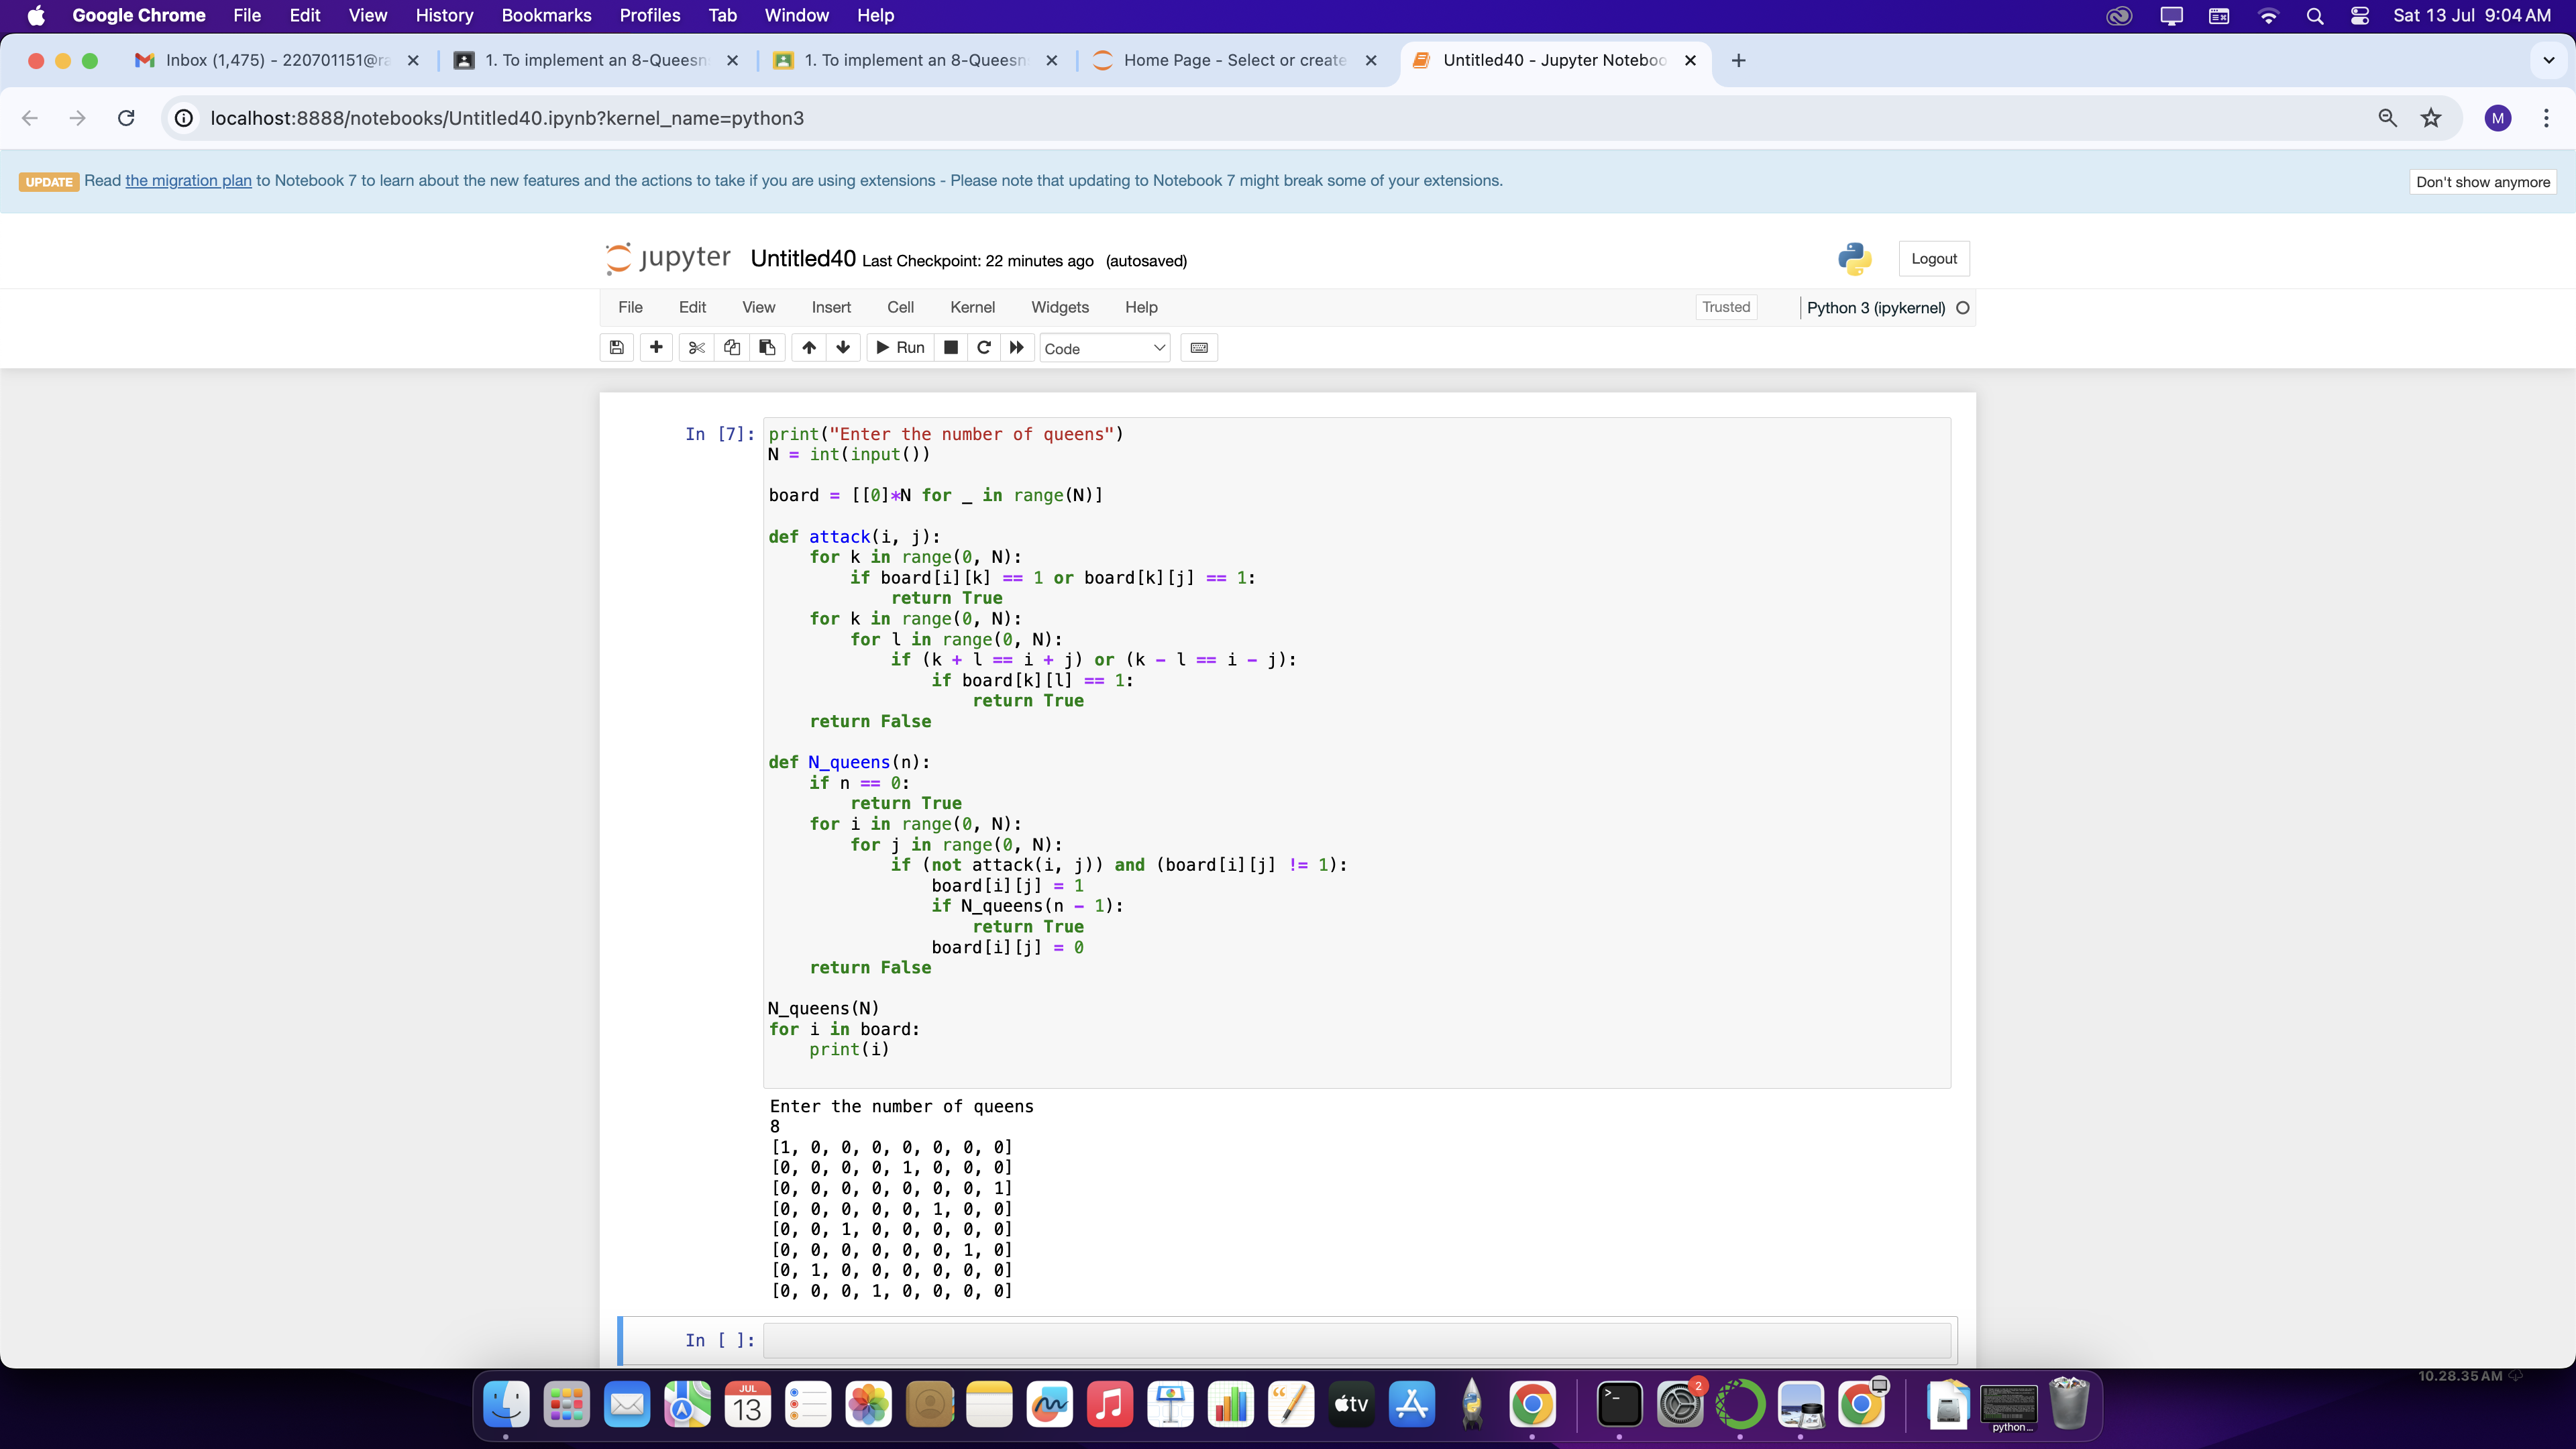 Google Chrome File Edit View History Bookmarks Profiles Tab Window Help Sat 13 Jul 9:04 AM
Inbox (1,475) - 220701151@ra 1. To implement an 8-Queesn 1. To implement an 8-Queesn Home Page - Select or create Untitled40 - Jupyter Noteboo
localhost:8888/notebooks/Untitled40.ipynb?kernel_name=python3 M
UPDATE Read the migration plan to Notebook 7 to learn about the new features and the actions to take if you are using extensions - Please note that updating to Notebook 7 might break some of your extensions. Don't show anymore
jupyter Untitled40 Last Checkpoint: 22 minutes ago (autosaved) Logout
File Edit View Insert Cell Kernel Widgets Help Trusted Python 3 (ipykernel)
Run Code
In [7]: print("Enter the number of queens")
N = int(input())
board = [[0]*N for _ in range(N)]
def attack(i, j):
    for k in range(0, N):
        if board[i][k] == 1 or board[k][j] == 1:
            return True
    for k in range(0, N):
        for l in range(0, N):
            if (k + l == i + j) or (k - l == i - j):
                if board[k][l] == 1:
                    return True
    return False
def N_queens(n):
    if n == 0:
        return True
    for i in range(0, N):
        for j in range(0, N):
            if (not attack(i, j)) and (board[i][j] != 1):
                board[i][j] = 1
                if N_queens(n - 1):
                    return True
                board[i][j] = 0
    return False
N_queens(N)
for i in board:
    print(i)
Enter the number of queens
8
[1, 0, 0, 0, 0, 0, 0, 0]
[0, 0, 0, 0, 1, 0, 0, 0]
[0, 0, 0, 0, 0, 0, 0, 1]
[0, 0, 0, 0, 0, 1, 0, 0]
[0, 0, 1, 0, 0, 0, 0, 0]
[0, 0, 0, 0, 0, 0, 1, 0]
[0, 1, 0, 0, 0, 0, 0, 0]
[0, 0, 0, 1, 0, 0, 0, 0]
In [ ]:
10.28.35 AM
JUL
13
tv
2
python...